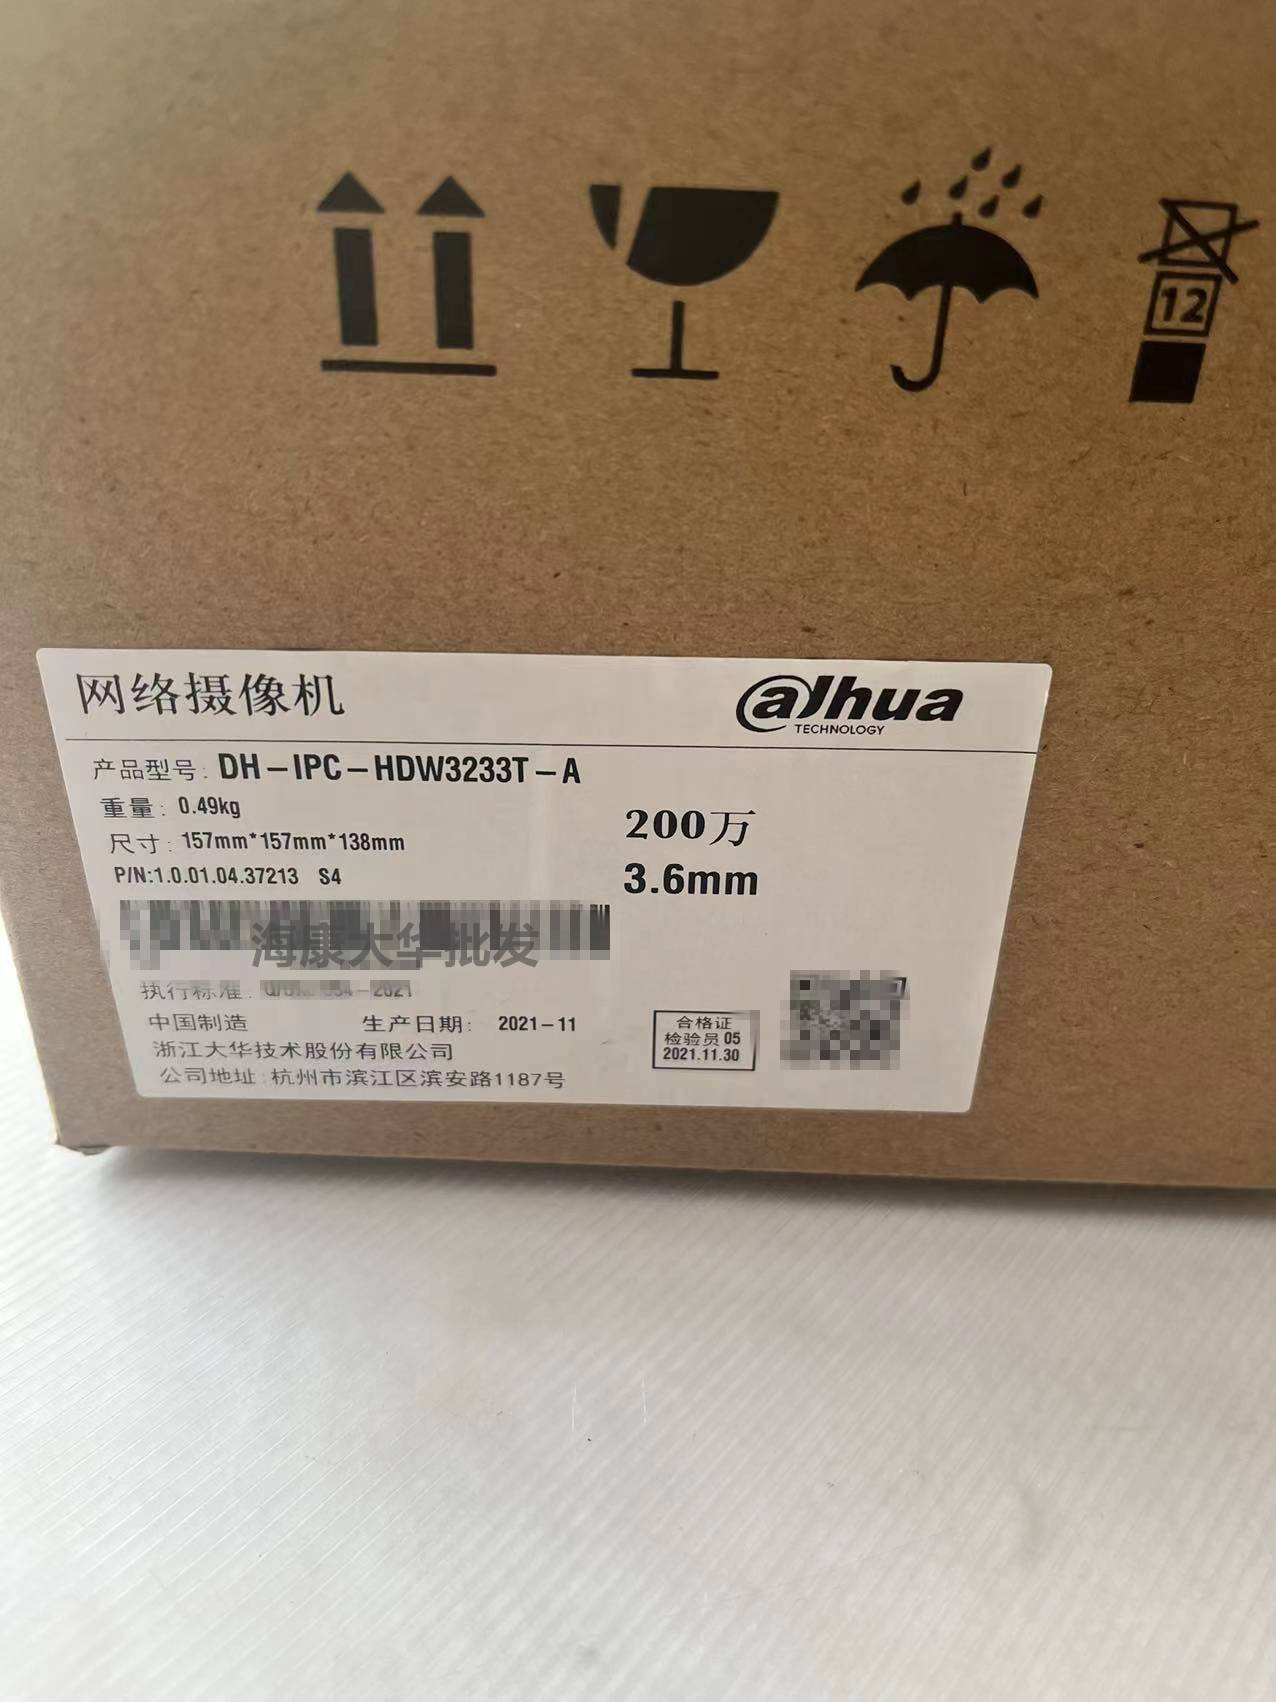 12
网络摄像机
alhua
TECHNOLOGY
产品型号: DH-IPC-HDW3233T-A
重量: 0.49kg
尺寸: 157mm*157mm*138mm
P/N:1.0.01.04.37213 S4
200万
3.6mm
海康大华批发
执行标准:
中国制造 生产日期: 2021-11
浙江大华技术股份有限公司
公司地址:杭州市滨江区滨安路1187号
合格证
检验员 05
2021.11.30